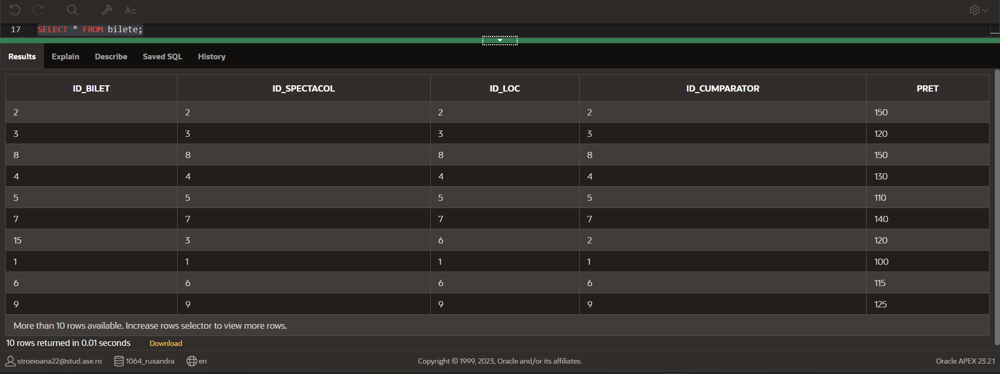 A::
17 SELECT * FROM bilete;
Results Explain Describe Saved SQL History
ID_BILET ID_SPECTACOL ID_LOC ID_CUMPARATOR PRET
2 2 2 2 150
3 3 3 3 120
8 8 8 8 150
4 4 4 4 130
5 5 5 5 110
7 7 7 7 140
15 3 6 2 120
1 1 1 1 100
6 6 6 6 115
9 9 9 9 125
More than 10 rows available. Increase rows selector to view more rows.
10 rows returned in 0.01 seconds Download
stroeioana22@stud.ase.ro 1064_ruxandra en Copyright © 1999, 2023, Oracle and/or its affiliates. Oracle APEX 23.2.1